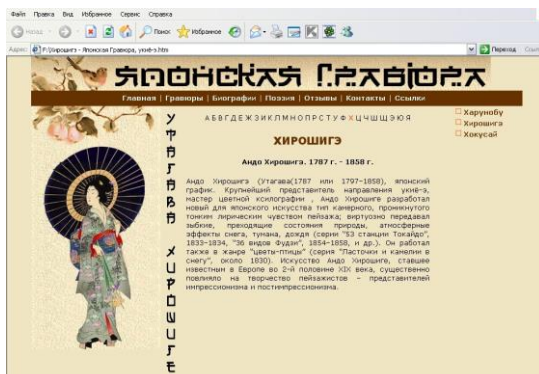 Файл Правка Вид Избранное Сервис Справка
Назад Поиск Избранное
Адрес: P:\Хирошигэ - Японская Гравюра, укиё-э.htm Переход Ссылки
Японская Гравюра
Главная | Гравюры | Биографии | Поэзия | Отзывы | Контакты | Ссылки
А Б В Г Д Е Ж З И К Л М Н О П Р С Т У Ф Х Ц Ч Ш Щ Э Ю Я
Харунобу
Хирошигэ
Хокусай
ХИРОШИГЭ
Андо Хирошигэ. 1787 г. - 1858 г.
Андо Хирошигэ (Утагава(1787 или 1797–1858), японский
график. Крупнейший представитель направления укиё-э,
мастер цветной ксилографии , Андо Хирошиге разработал
новый для японского искусства тип камерного, проникнутого
тонким лирическим чувством пейзажа; виртуозно передавал
зыбкие, преходящие состояния природы, атмосферные
эффекты снега, тумана, дождя (серии "53 станции Токайдо",
1833–1834, "36 видов Фудзи", 1854–1858, и др.). Он работал
также в жанре "цветы-птицы" (серия "Ласточки и камелии в
снегу", около 1830). Искусство Андо Хирошиге, ставшее
известным в Европе во 2-й половине XIX века, существенно
повлияло на творчество пейзажистов – представителей
импрессионизма и постимпрессионизма.
Утагава Хирошиге